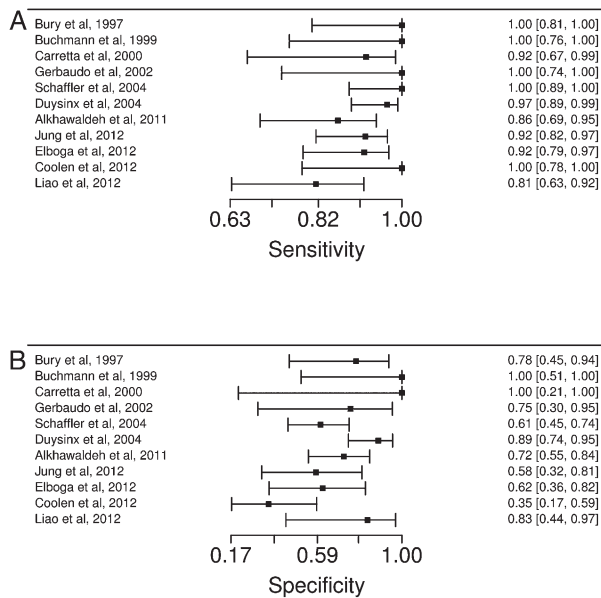 A
Bury et al, 1997 1.00 [0.81, 1.00]
Buchmann et al, 1999 1.00 [0.76, 1.00]
Carretta et al, 2000 0.92 [0.67, 0.99]
Gerbaudo et al, 2002 1.00 [0.74, 1.00]
Schaffler et al, 2004 1.00 [0.89, 1.00]
Duysinx et al, 2004 0.97 [0.89, 0.99]
Alkhawaldeh et al, 2011 0.86 [0.69, 0.95]
Jung et al, 2012 0.92 [0.82, 0.97]
Elboga et al, 2012 0.92 [0.79, 0.97]
Coolen et al, 2012 1.00 [0.78, 1.00]
Liao et al, 2012 0.81 [0.63, 0.92]
0.63 0.82 1.00
Sensitivity
B
Bury et al, 1997 0.78 [0.45, 0.94]
Buchmann et al, 1999 1.00 [0.51, 1.00]
Carretta et al, 2000 1.00 [0.21, 1.00]
Gerbaudo et al, 2002 0.75 [0.30, 0.95]
Schaffler et al, 2004 0.61 [0.45, 0.74]
Duysinx et al, 2004 0.89 [0.74, 0.95]
Alkhawaldeh et al, 2011 0.72 [0.55, 0.84]
Jung et al, 2012 0.58 [0.32, 0.81]
Elboga et al, 2012 0.62 [0.36, 0.82]
Coolen et al, 2012 0.35 [0.17, 0.59]
Liao et al, 2012 0.83 [0.44, 0.97]
0.17 0.59 1.00
Specificity